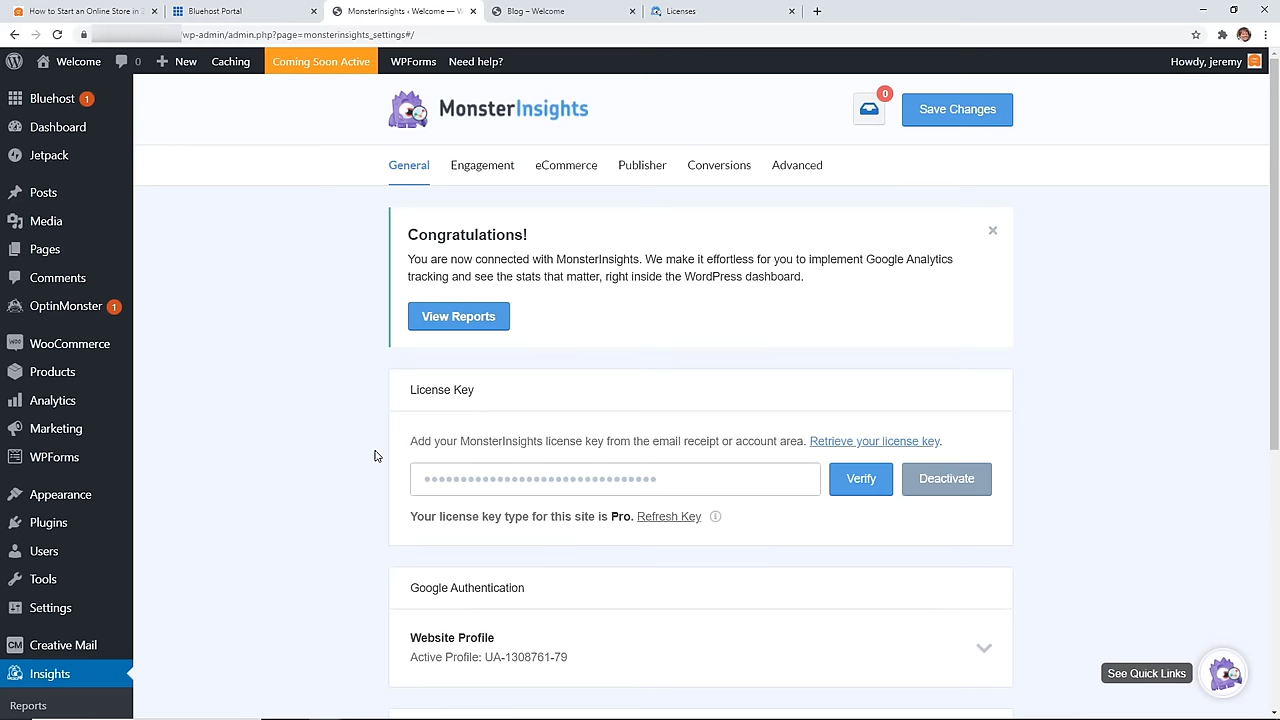 How to Start an Online Store in 2
Bluehost Portal
MonsterInsights ‹ Welcome — W
Blog – Welcome
Licenses
/wp-admin/admin.php?page=monsterinsights_settings#/
Welcome
0
New
Caching
Coming Soon Active
WPForms
Need help?
Howdy, jeremy
Bluehost 1
Dashboard
Jetpack
Posts
Media
Pages
Comments
OptinMonster 1
WooCommerce
Products
Analytics
Marketing
WPForms
Appearance
Plugins
Users
Tools
Settings
Creative Mail
Insights
Reports
MonsterInsights
0
Save Changes
General
Engagement
eCommerce
Publisher
Conversions
Advanced
Congratulations!
You are now connected with MonsterInsights. We make it effortless for you to implement Google Analytics
tracking and see the stats that matter, right inside the WordPress dashboard.
View Reports
License Key
Add your MonsterInsights license key from the email receipt or account area. Retrieve your license key.
Verify
Deactivate
Your license key type for this site is Pro. Refresh Key
Google Authentication
Website Profile
Active Profile: UA-1308761-79
See Quick Links